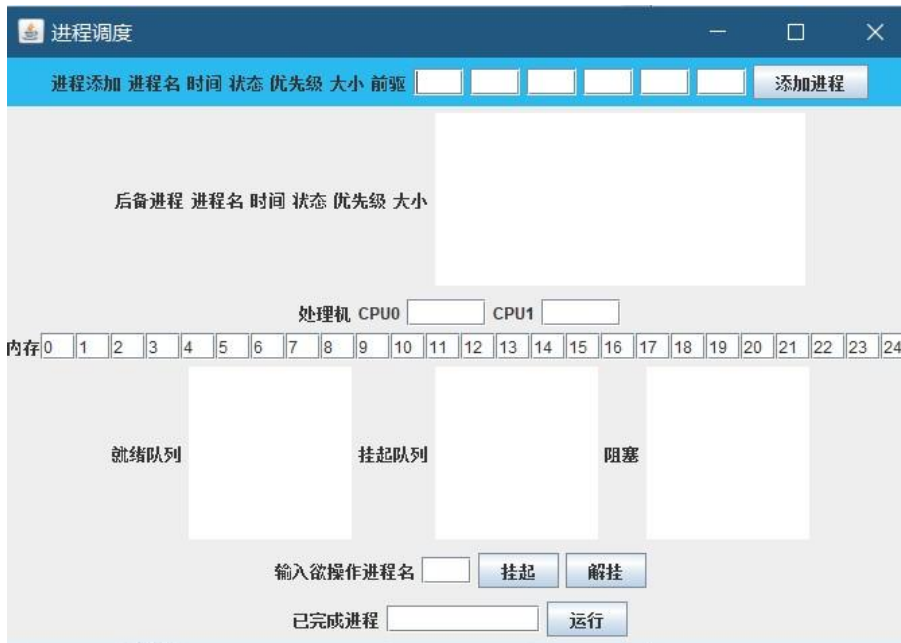 进程调度
进程添加 进程名 时间 状态 优先级 大小 前驱 添加进程
后备进程 进程名 时间 状态 优先级 大小
处理机 CPU0 CPU1
内存 0 1 2 3 4 5 6 7 8 9 10 11 12 13 14 15 16 17 18 19 20 21 22 23 24
就绪队列 挂起队列 阻塞
输入欲操作进程名 挂起 解挂
已完成进程 运行